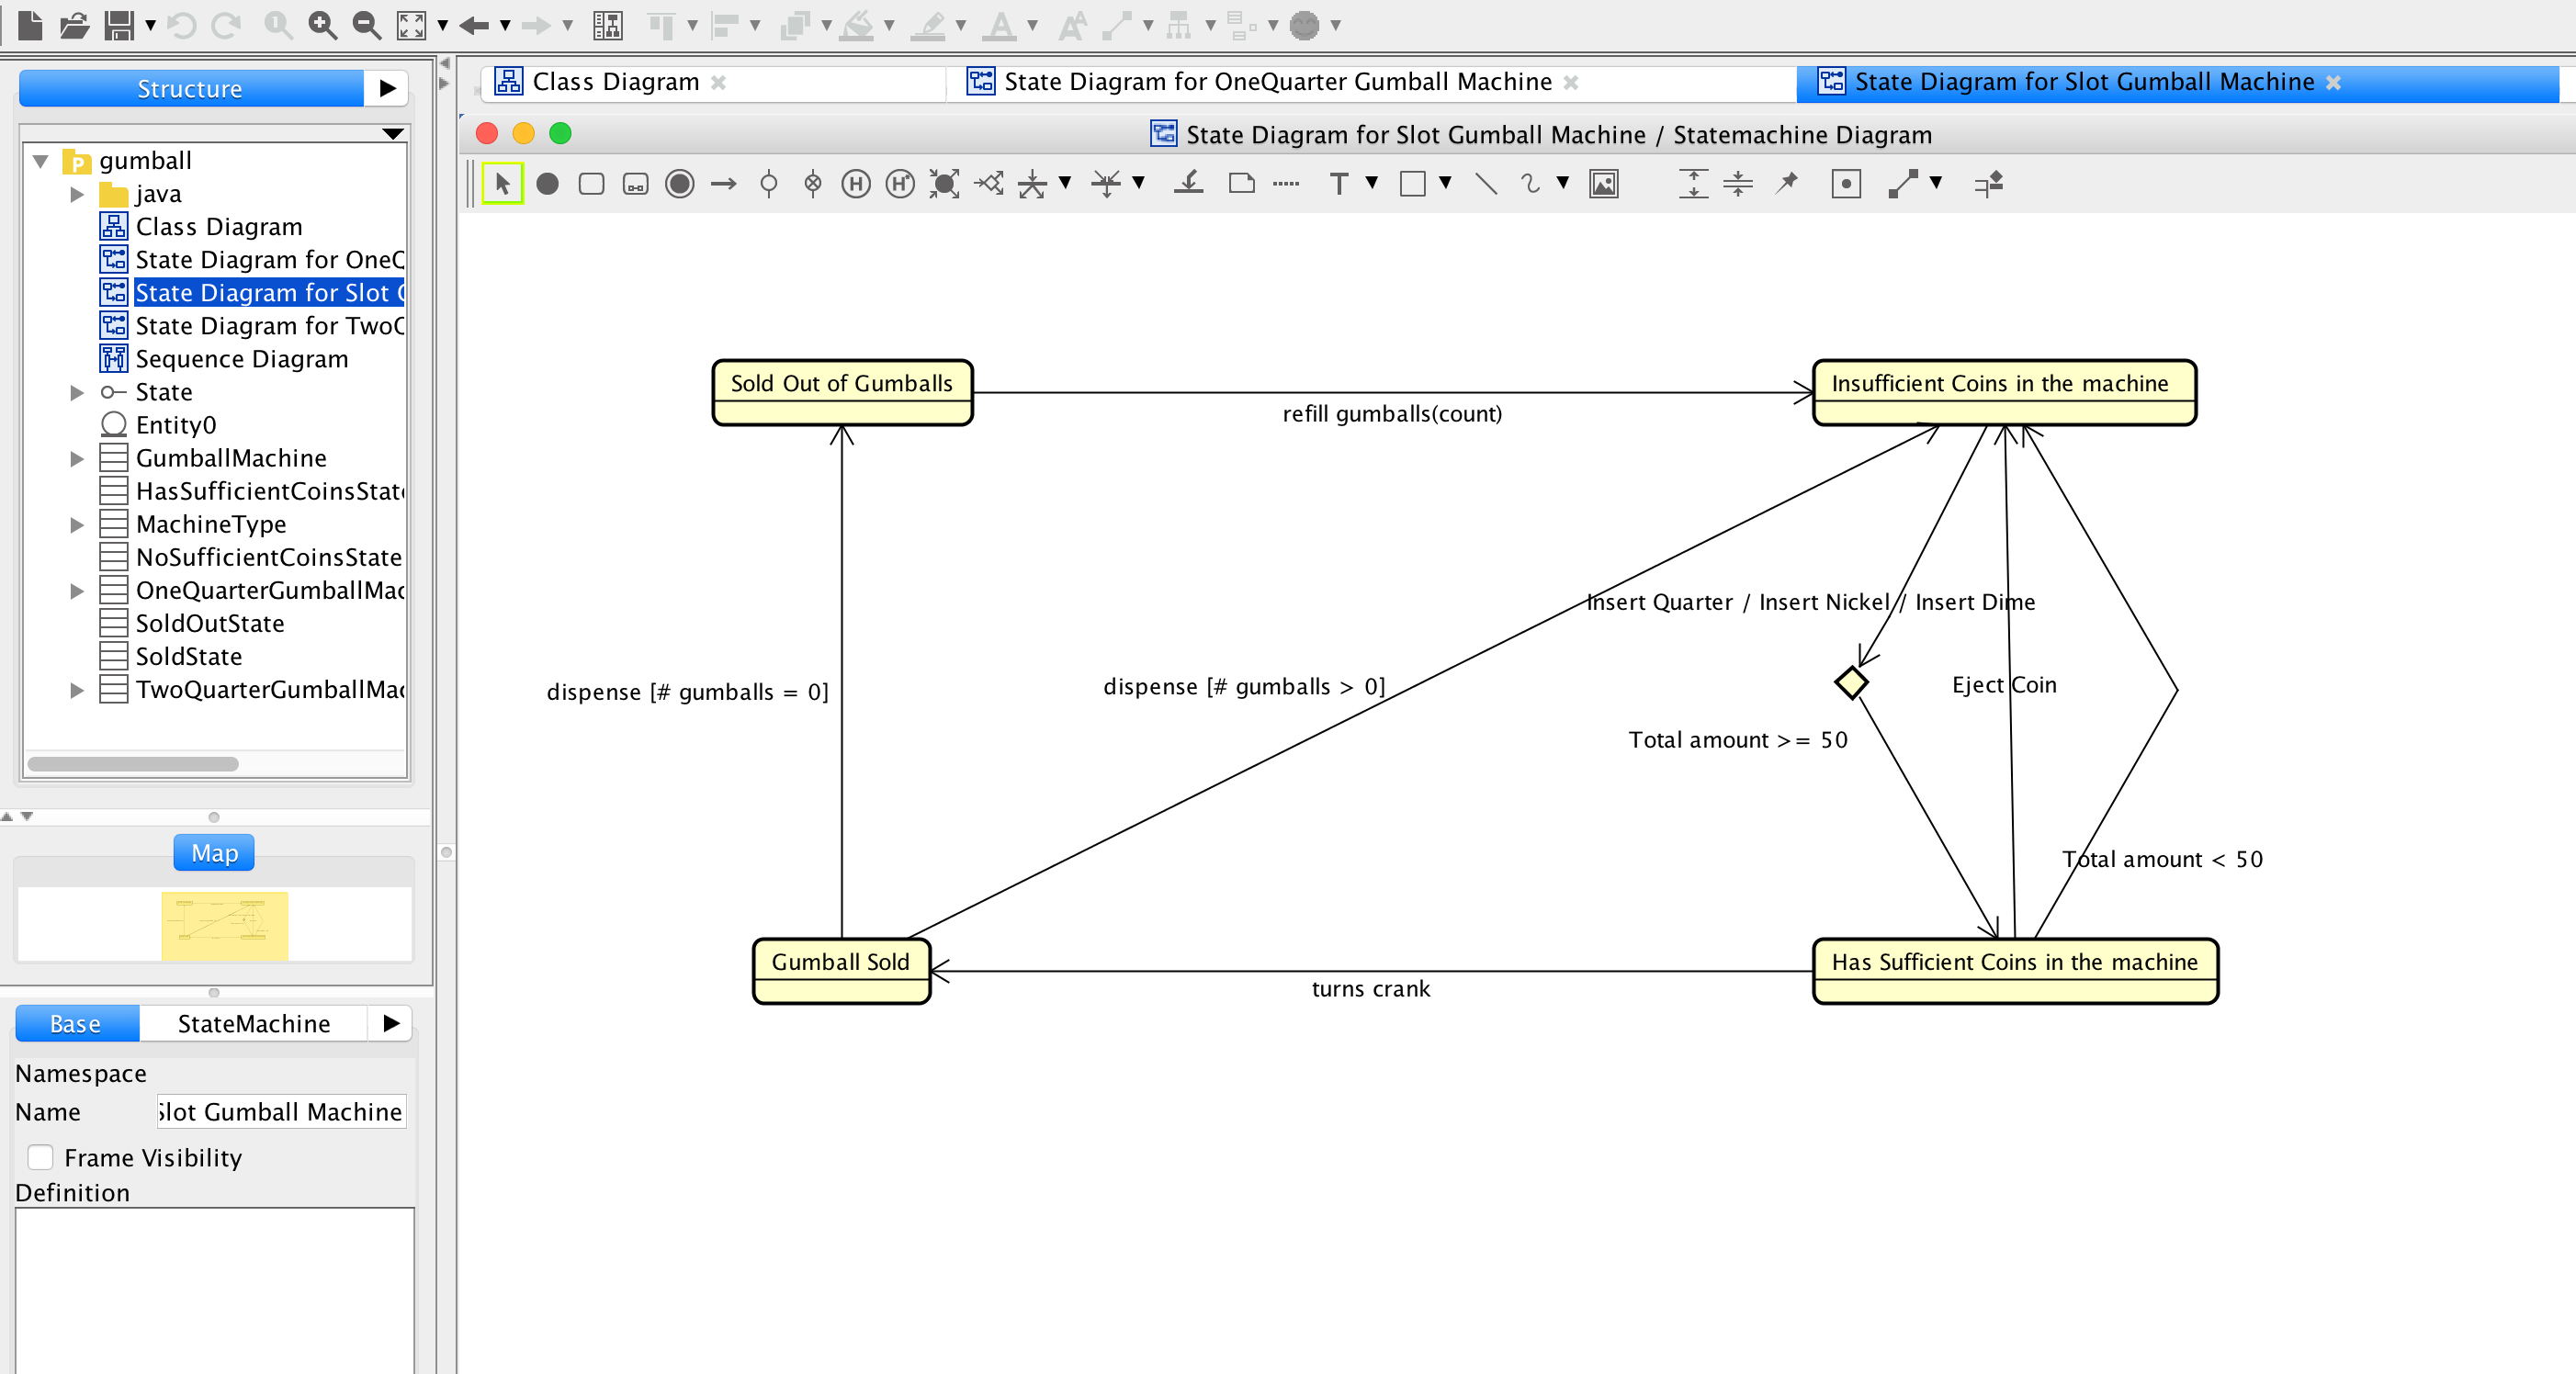 Structure
gumball
java
Class Diagram
State Diagram for OneQ
State Diagram for Slot
State Diagram for TwoQ
Sequence Diagram
State
Entity0
GumballMachine
HasSufficientCoinsState
MachineType
NoSufficientCoinsState
OneQuarterGumballMac
SoldOutState
SoldState
TwoQuarterGumballMac
Map
Base StateMachine
Namespace
Name Slot Gumball Machine
Frame Visibility
Definition
Class Diagram State Diagram for OneQuarter Gumball Machine State Diagram for Slot Gumball Machine
State Diagram for Slot Gumball Machine / Statemachine Diagram
Sold Out of Gumballs
Insufficient Coins in the machine
refill gumballs(count)
Insert Quarter / Insert Nickel / Insert Dime
dispense [# gumballs = 0]
dispense [# gumballs > 0]
Eject Coin
Total amount >= 50
Total amount < 50
Gumball Sold
Has Sufficient Coins in the machine
turns crank